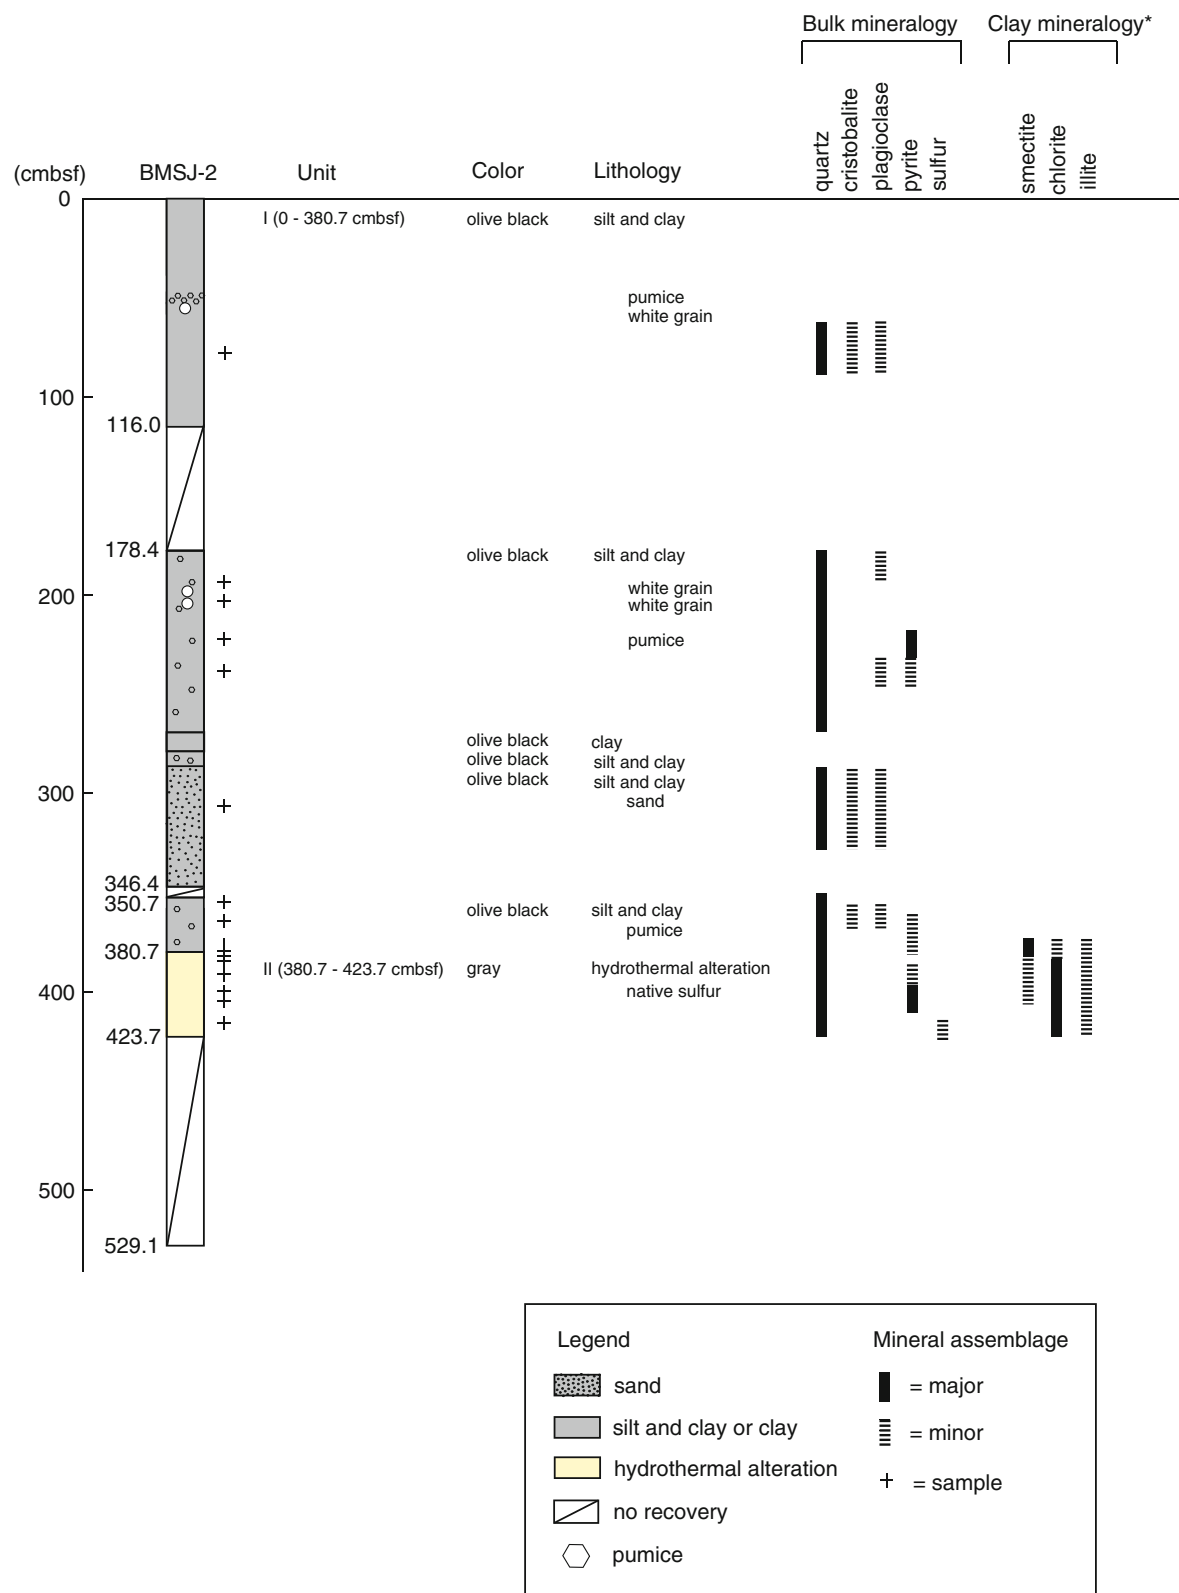 Bulk mineralogy Clay mineralogy*
quartz cristobalite plagioclase pyrite sulfur smectite chlorite illite
(cmbsf) BMSJ-2 Unit Color Lithology
0
I (0 - 380.7 cmbsf) olive black silt and clay
pumice
white grain
100
116.0
178.4 olive black silt and clay
white grain
200
white grain
pumice
olive black clay
olive black silt and clay
olive black silt and clay
300 sand
346.4
350.7 olive black silt and clay
pumice
380.7
II (380.7 - 423.7 cmbsf) gray hydrothermal alteration
400 native sulfur
423.7
500
529.1
Legend Mineral assemblage
sand = major
silt and clay or clay = minor
hydrothermal alteration
+ = sample
no recovery
pumice